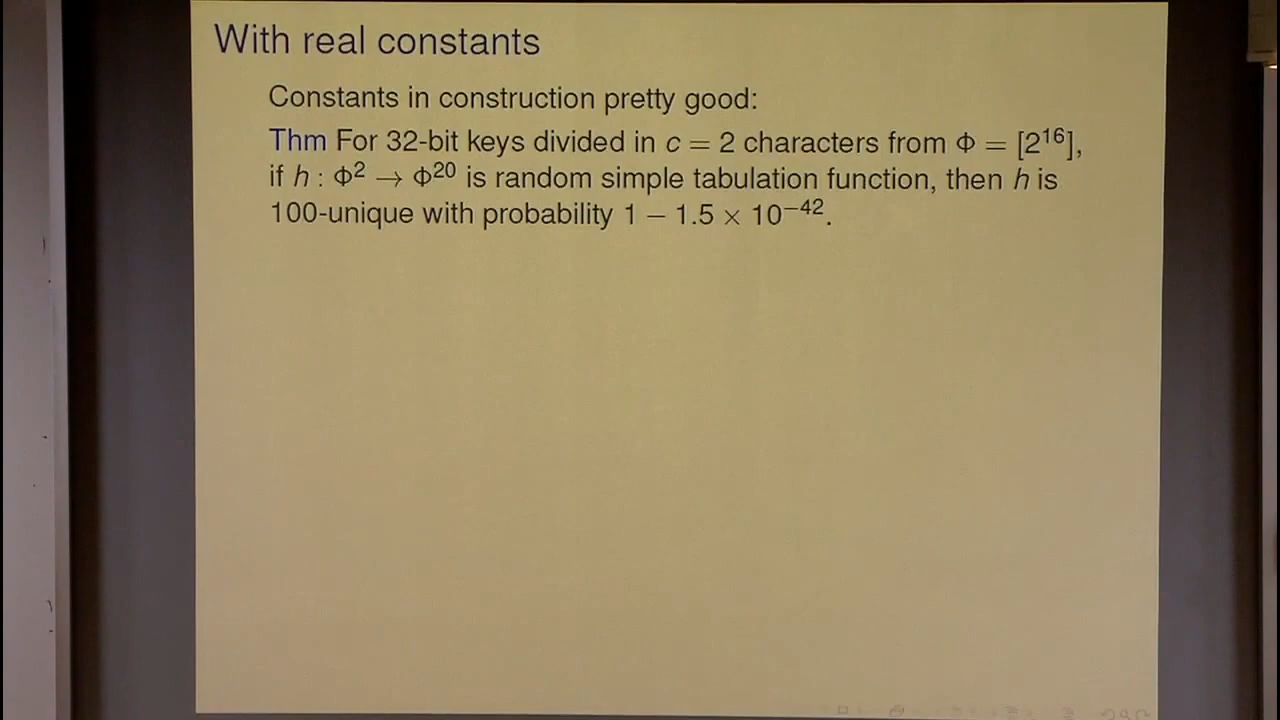 With real constants
Constants in construction pretty good:
Thm For 32-bit keys divided in c = 2 characters from Φ = [2¹⁶],
if h : Φ² → Φ²⁰ is random simple tabulation function, then h is
100-unique with probability 1 − 1.5 × 10⁻⁴².